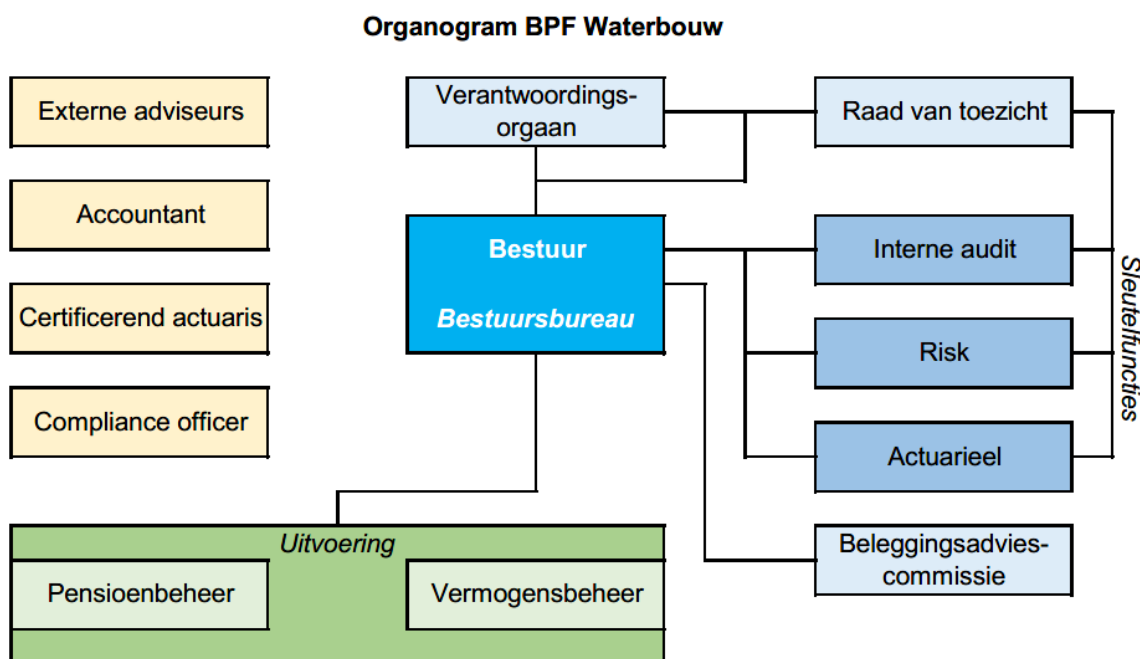 Organogram BPF Waterbouw
Externe adviseurs
Verantwoordings-
orgaan
Raad van toezicht
Accountant
Bestuur
Bestuursbureau
Interne audit
Certificerend actuaris
Risk
Sleutelfuncties
Compliance officer
Actuarieel
Uitvoering
Pensioenbeheer
Vermogensbeheer
Beleggingsadvies-
commissie